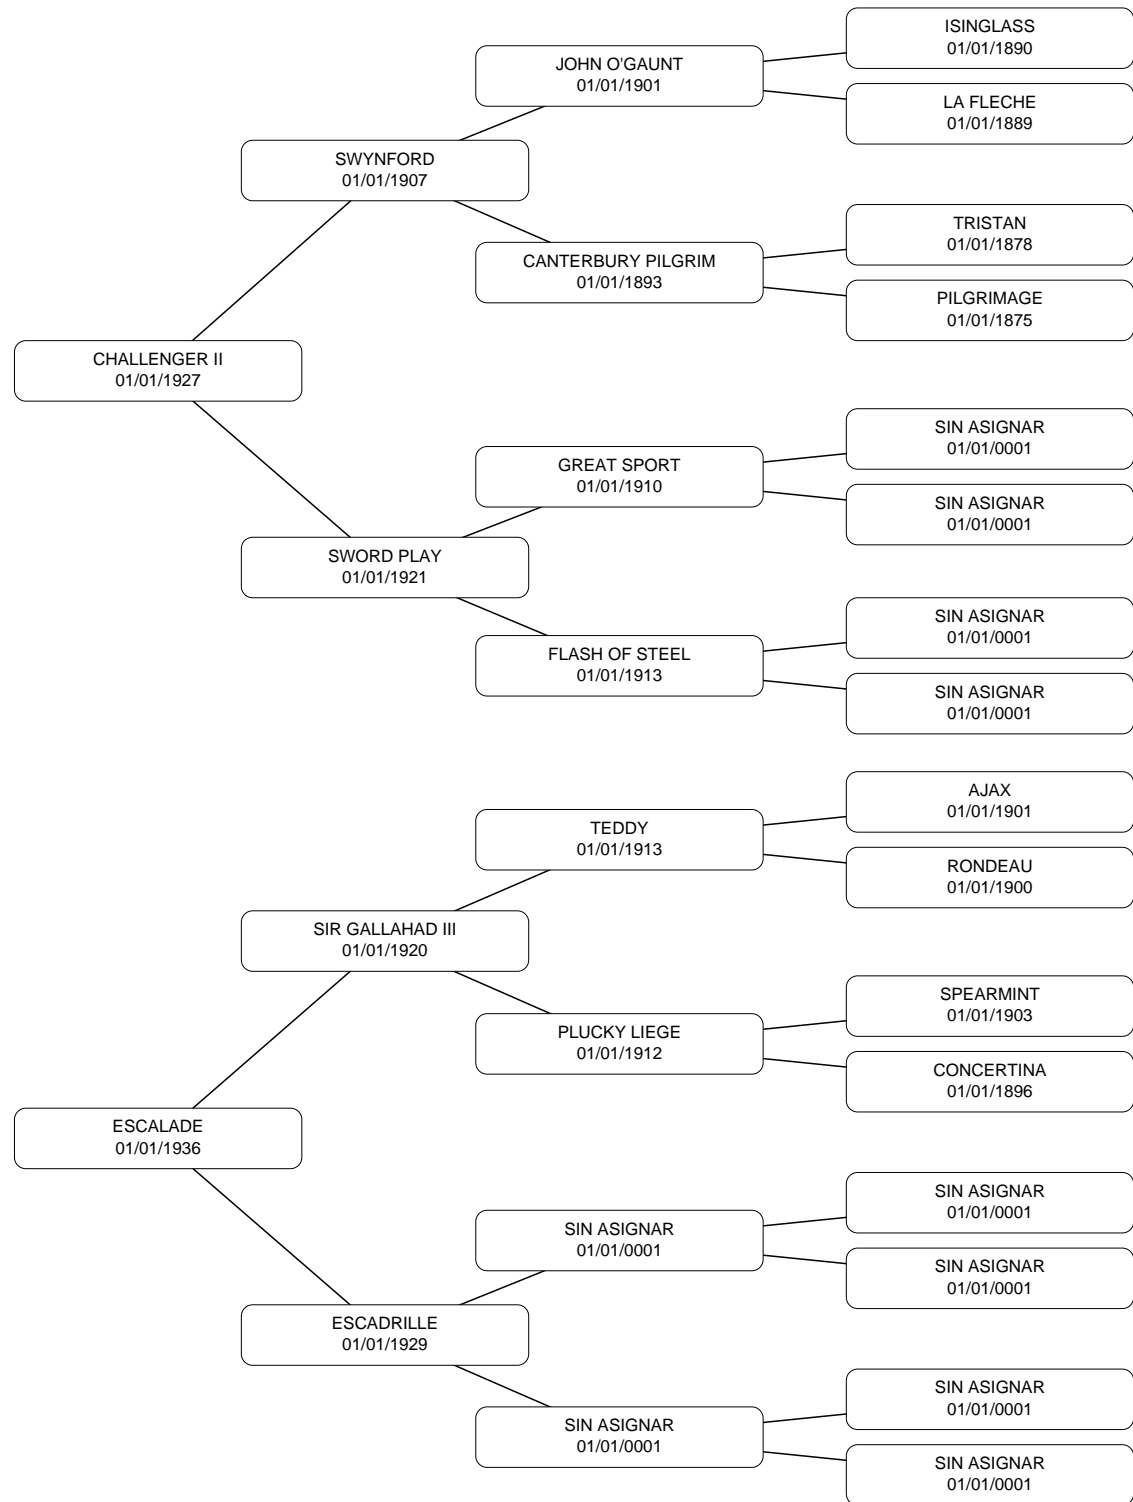 ISINGLASS
01/01/1890
JOHN O'GAUNT
01/01/1901
LA FLECHE
01/01/1889
SWYNFORD
01/01/1907
TRISTAN
01/01/1878
CANTERBURY PILGRIM
01/01/1893
PILGRIMAGE
01/01/1875
CHALLENGER II
01/01/1927
SIN ASIGNAR
01/01/0001
GREAT SPORT
01/01/1910
SIN ASIGNAR
01/01/0001
SWORD PLAY
01/01/1921
SIN ASIGNAR
01/01/0001
FLASH OF STEEL
01/01/1913
SIN ASIGNAR
01/01/0001
AJAX
01/01/1901
TEDDY
01/01/1913
RONDEAU
01/01/1900
SIR GALLAHAD III
01/01/1920
SPEARMINT
01/01/1903
PLUCKY LIEGE
01/01/1912
CONCERTINA
01/01/1896
ESCALADE
01/01/1936
SIN ASIGNAR
01/01/0001
SIN ASIGNAR
01/01/0001
SIN ASIGNAR
01/01/0001
ESCADRILLE
01/01/1929
SIN ASIGNAR
01/01/0001
SIN ASIGNAR
01/01/0001
SIN ASIGNAR
01/01/0001